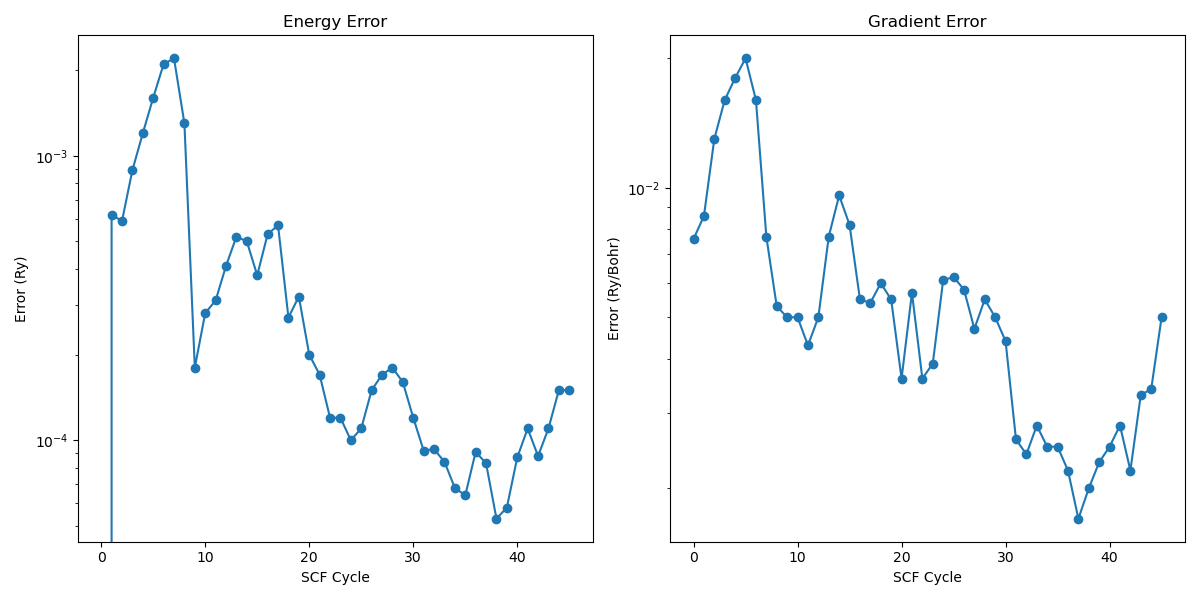 Energy Error
Error (Ry)
10⁻³
10⁻⁴
0 10 20 30 40
SCF Cycle
Gradient Error
Error (Ry/Bohr)
10⁻²
0 10 20 30 40
SCF Cycle